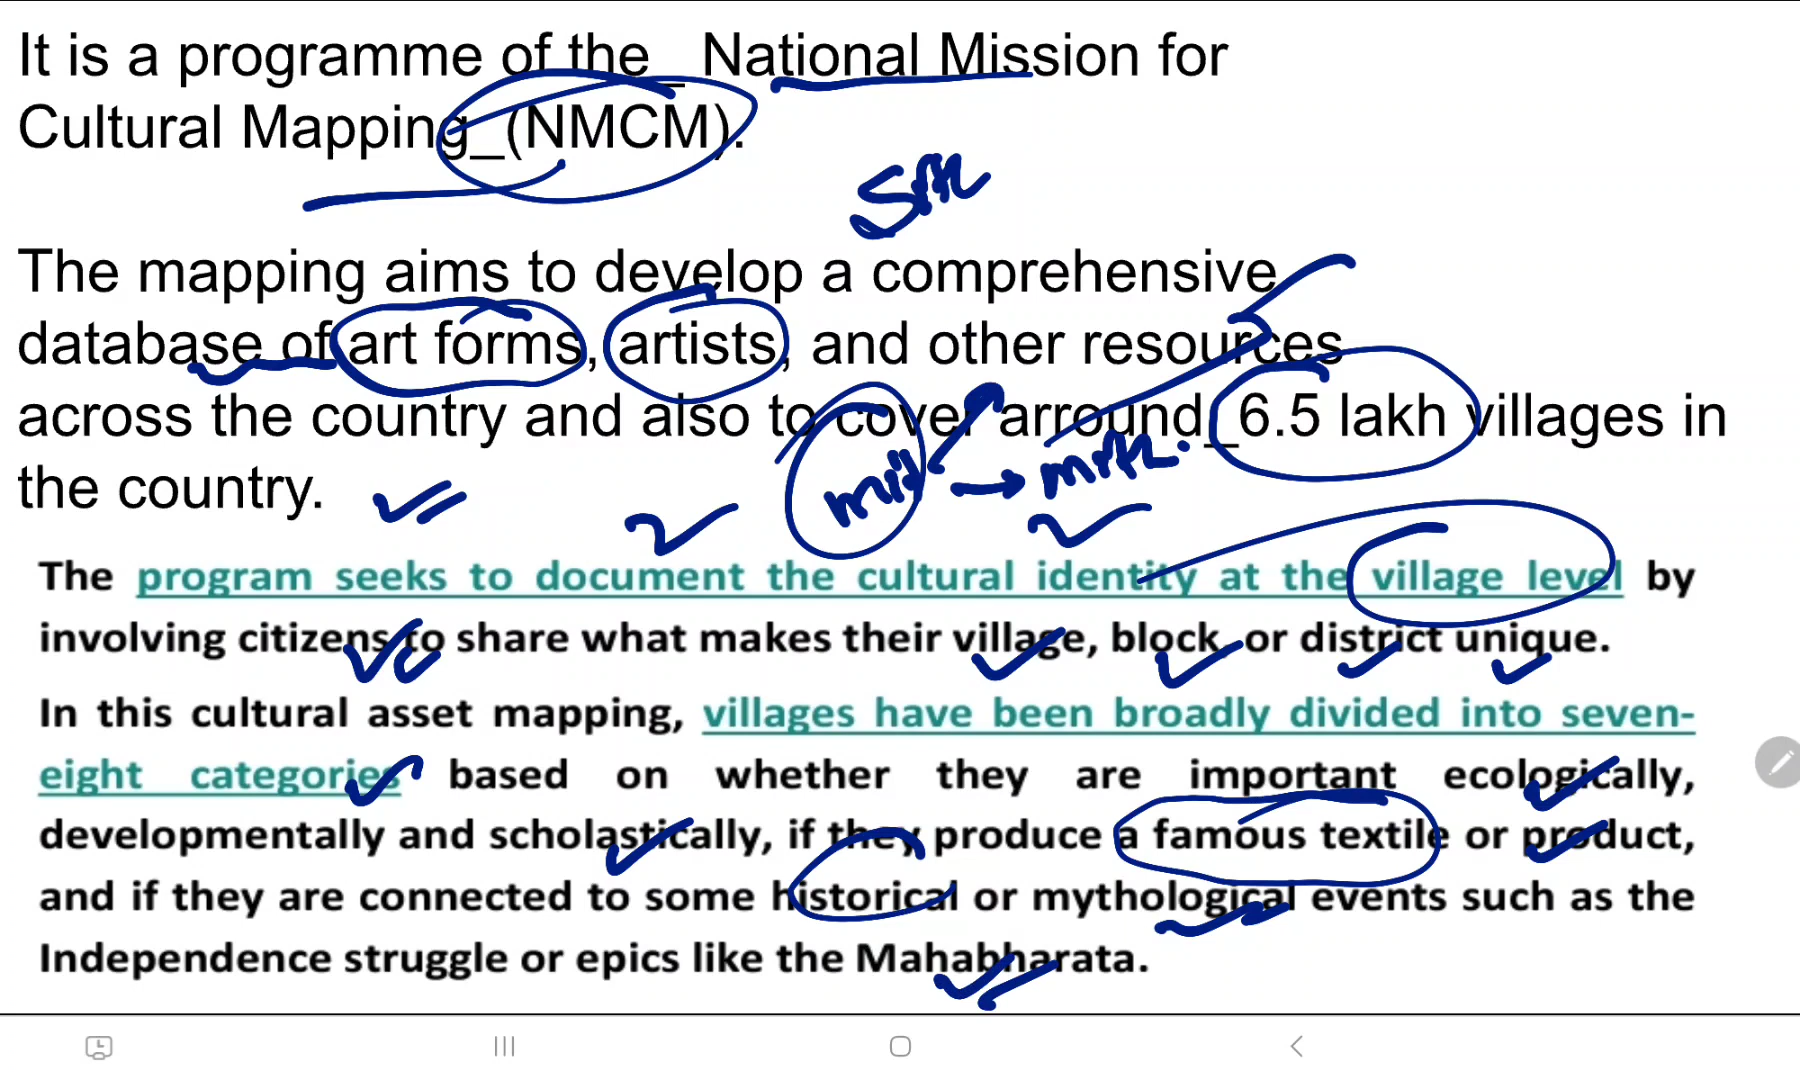 It is a programme of the_ National Mission for
Cultural Mapping_(NMCM).
The mapping aims to develop a comprehensive
database of art forms, artists, and other resources
across the country and also to cover arround_6.5 lakh villages in
the country.
The program seeks to document the cultural identity at the village level by
involving citizens to share what makes their village, block or district unique.
In this cultural asset mapping, villages have been broadly divided into seven-
eight categories based on whether they are important ecologically,
developmentally and scholastically, if they produce a famous textile or product,
and if they are connected to some historical or mythological events such as the
Independence struggle or epics like the Mahabharata.